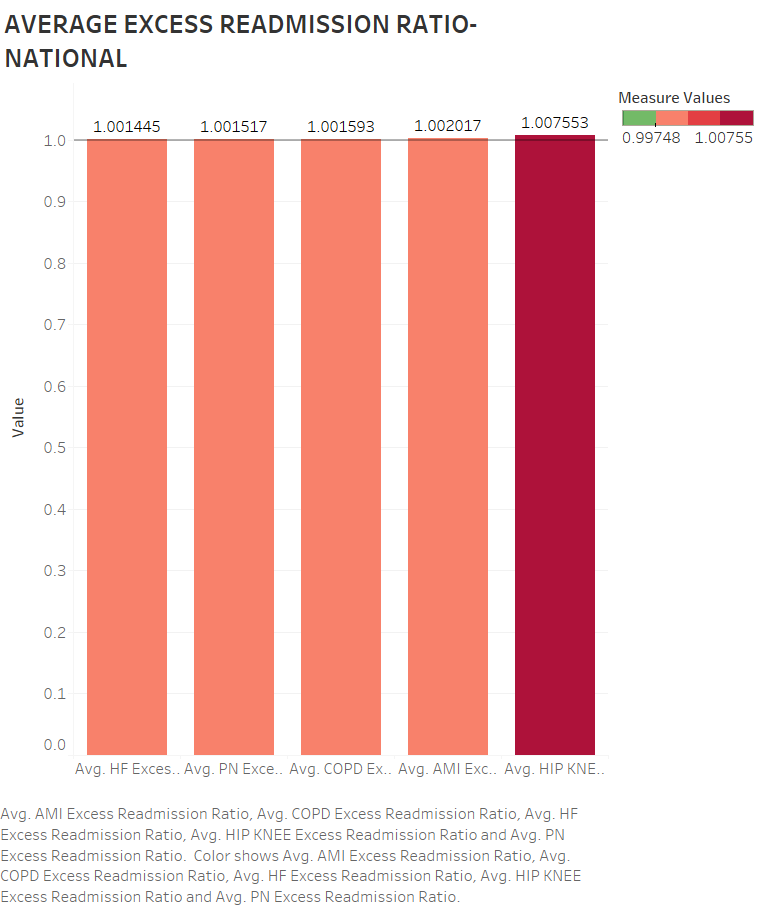 AVERAGE EXCESS READMISSION RATIO-
NATIONAL
Measure Values
0.99748 1.00755
1.001445 1.001517 1.001593 1.002017 1.007553
1.0
0.9
0.8
0.7
0.6
0.5
0.4
0.3
0.2
0.1
0.0
Value
Avg. HF Exces.. Avg. PN Exce.. Avg. COPD Ex.. Avg. AMI Exc.. Avg. HIP KNE..
Avg. AMI Excess Readmission Ratio, Avg. COPD Excess Readmission Ratio, Avg. HF
Excess Readmission Ratio, Avg. HIP KNEE Excess Readmission Ratio and Avg. PN
Excess Readmission Ratio. Color shows Avg. AMI Excess Readmission Ratio, Avg.
COPD Excess Readmission Ratio, Avg. HF Excess Readmission Ratio, Avg. HIP KNEE
Excess Readmission Ratio and Avg. PN Excess Readmission Ratio.